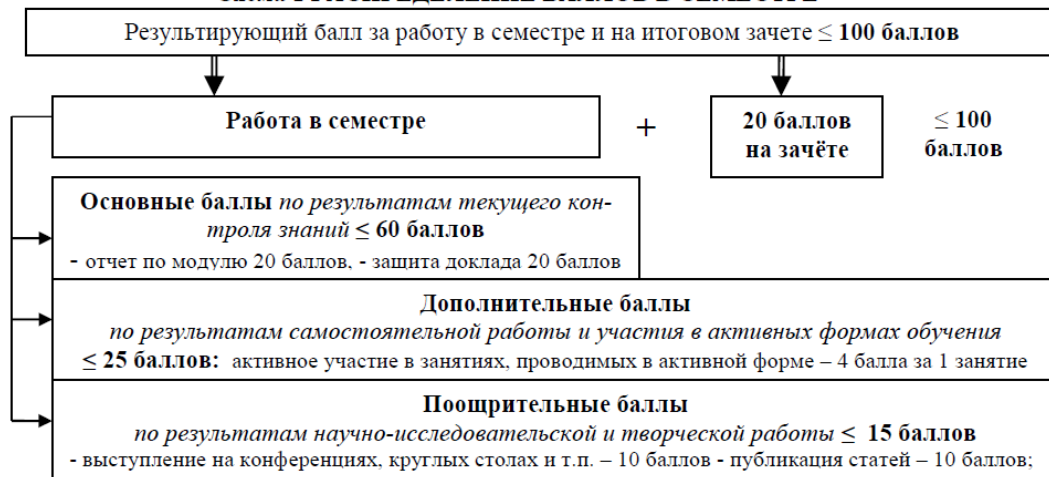 Результирующий балл за работу в семестре и на итоговом зачете ≤ 100 баллов
Работа в семестре
+
20 баллов
на зачёте
≤ 100
баллов
Основные баллы по результатам текущего кон-
троля знаний ≤ 60 баллов
- отчет по модулю 20 баллов, - защита доклада 20 баллов
Дополнительные баллы
по результатам самостоятельной работы и участия в активных формах обучения
≤ 25 баллов: активное участие в занятиях, проводимых в активной форме – 4 балла за 1 занятие
Поощрительные баллы
по результатам научно-исследовательской и творческой работы ≤ 15 баллов
- выступление на конференциях, круглых столах и т.п. – 10 баллов - публикация статей – 10 баллов;